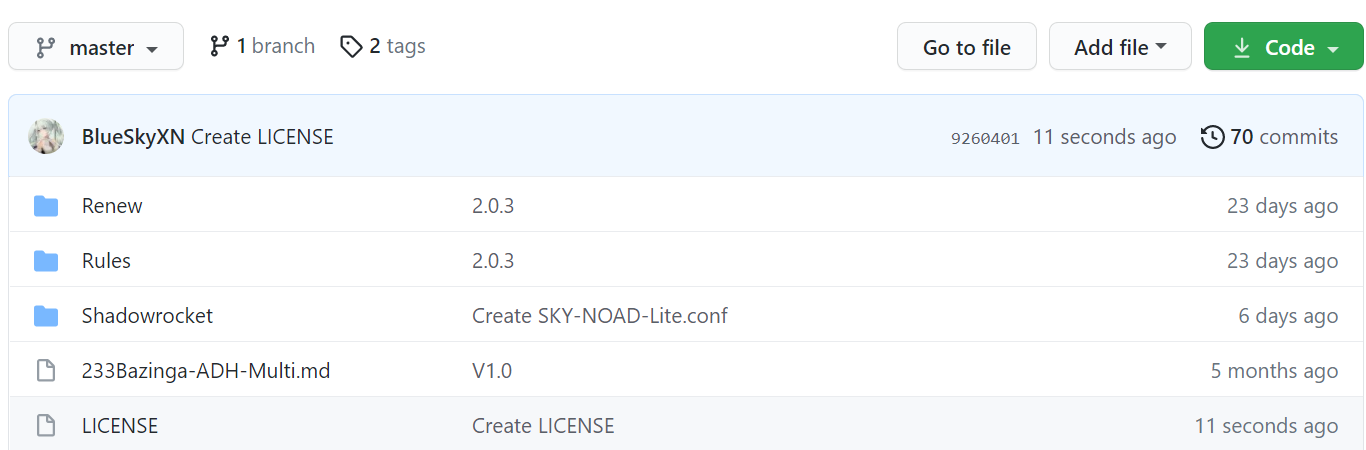 master 1 branch 2 tags Go to file Add file Code
BlueSkyXN Create LICENSE 9260401 11 seconds ago 70 commits
Renew 2.0.3 23 days ago
Rules 2.0.3 23 days ago
Shadowrocket Create SKY-NOAD-Lite.conf 6 days ago
233Bazinga-ADH-Multi.md V1.0 5 months ago
LICENSE Create LICENSE 11 seconds ago